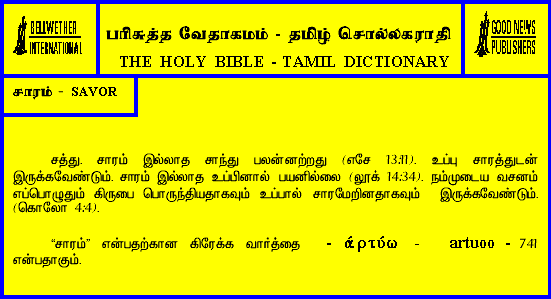 BELLWETHER
INTERNATIONAL
பரிசுத்த வேதாகமம் - தமிழ் சொல்லகராதி
THE HOLY BIBLE - TAMIL DICTIONARY
GOOD NEWS
PUBLISHERS
சாரம் - SAVOR
சத்து. சாரம் இல்லாத சாந்து பலன்னற்றது (எசே 13:11). உப்பு சாரத்துடன்
இருக்கவேண்டும். சாரம் இல்லாத உப்பினால் பயனில்லை (லூக் 14:34). நம்முடைய வசனம்
எப்பொழுதும் கிருபை பொருந்தியதாகவும் உப்பால் சாரமேறினதாகவும் இருக்கவேண்டும்.
(கொலோ 4:4).
“சாரம்” என்பதற்கான கிரேக்க வார்த்தை - άρτύω - artuoo - 741
என்பதாகும்.